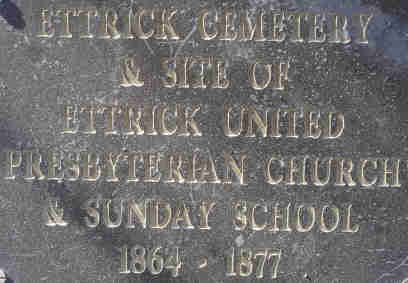 ETTRICK CEMETERY
& SITE OF
ETTRICK UNITED
PRESBYTERIAN CHURCH
& SUNDAY SCHOOL
1864 - 1877